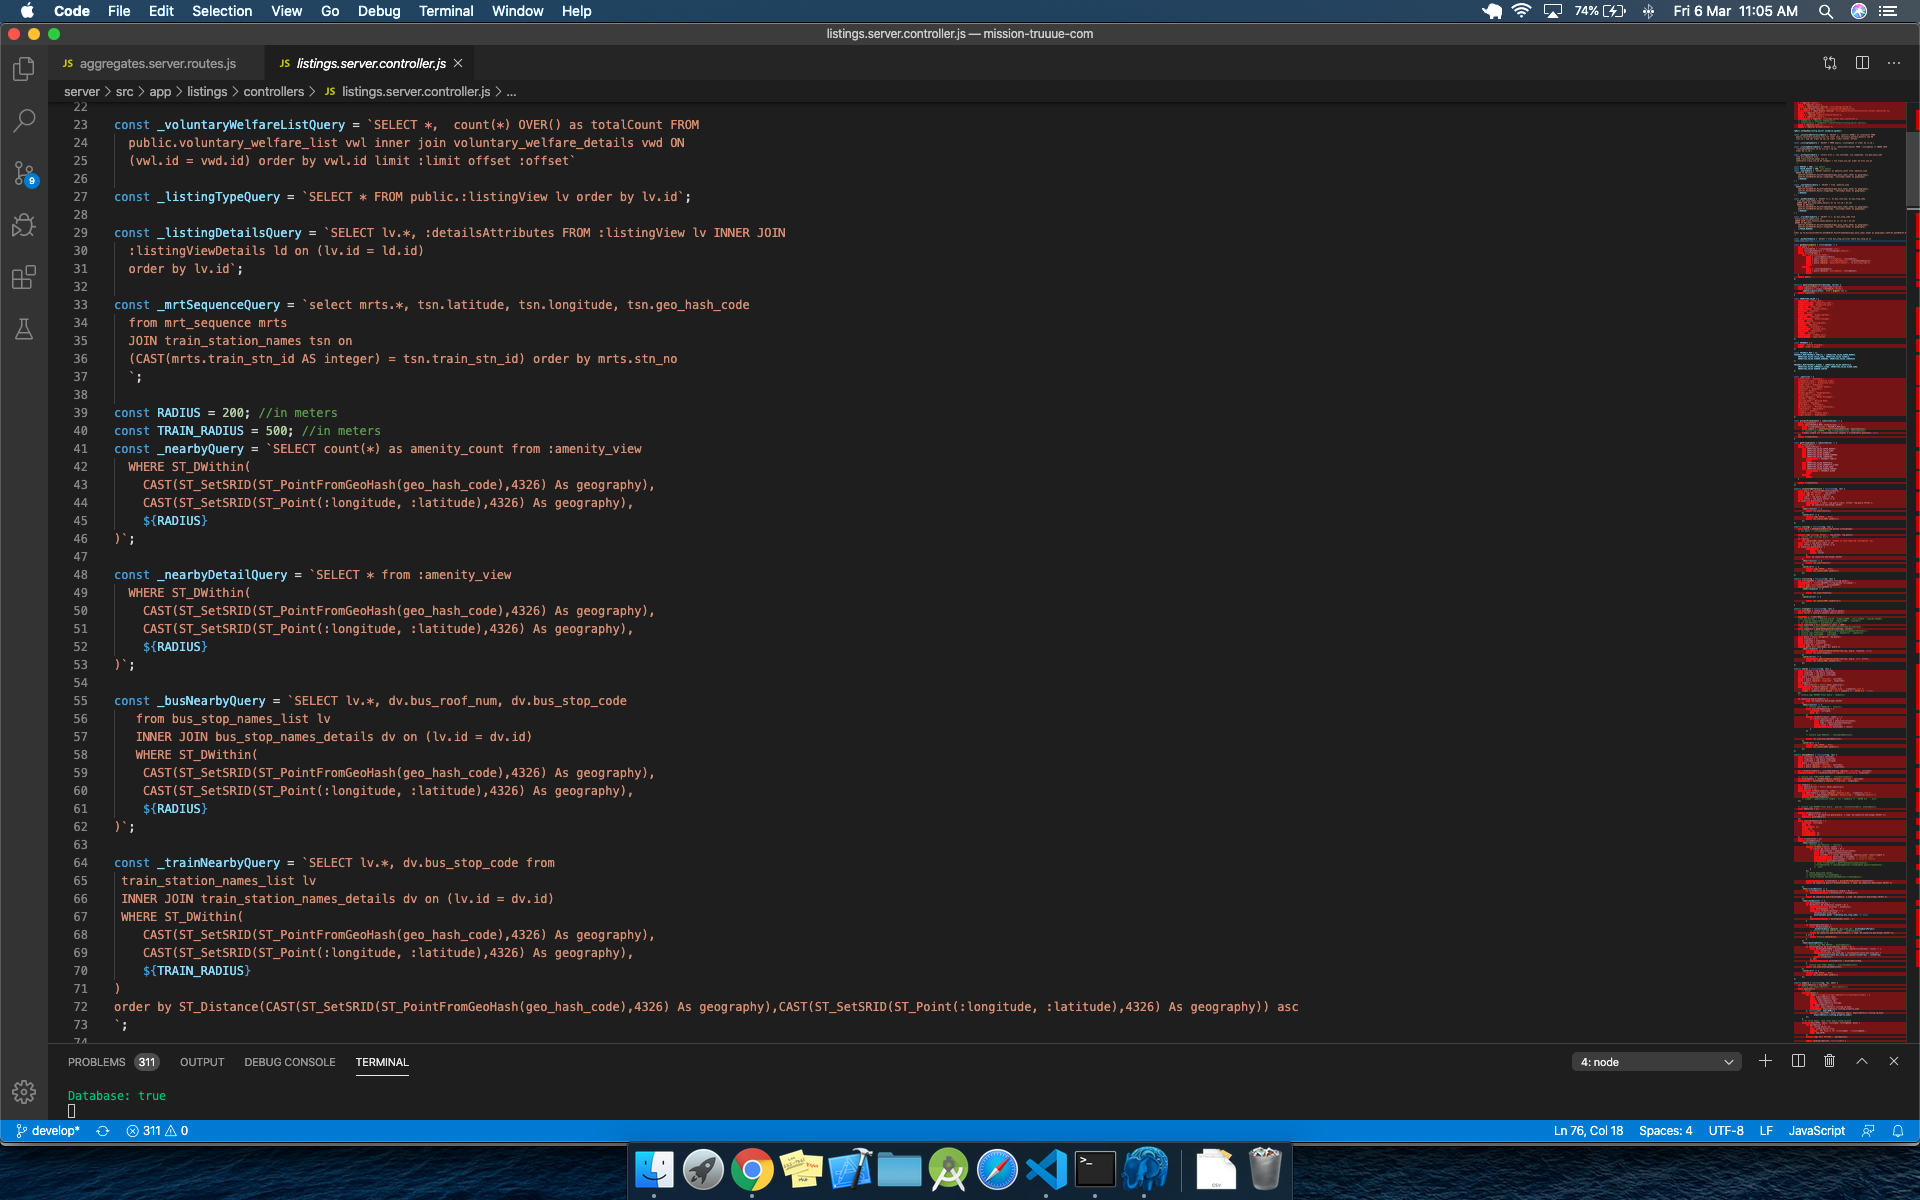 Code File Edit Selection View Go Debug Terminal Window Help 74% Fri 6 Mar 11:05 AM
listings.server.controller.js — mission-truuue-com
JS aggregates.server.routes.js JS listings.server.controller.js
server > src > app > listings > controllers > JS listings.server.controller.js > ...
22
23 const _voluntaryWelfareListQuery = `SELECT *,  count(*) OVER() as totalCount FROM
24 public.voluntary_welfare_list vwl inner join voluntary_welfare_details vwd ON
25 (vwl.id = vwd.id) order by vwl.id limit :limit offset :offset`
26
27 const _listingTypeQuery = `SELECT * FROM public.:listingView lv order by lv.id`;
28
29 const _listingDetailsQuery = `SELECT lv.*, :detailsAttributes FROM :listingView lv INNER JOIN
30 :listingViewDetails ld on (lv.id = ld.id)
31 order by lv.id`;
32
33 const _mrtSequenceQuery = `select mrts.*, tsn.latitude, tsn.longitude, tsn.geo_hash_code
34 from mrt_sequence mrts
35 JOIN train_station_names tsn on
36 (CAST(mrts.train_stn_id AS integer) = tsn.train_stn_id) order by mrts.stn_no
37 `;
38
39 const RADIUS = 200; //in meters
40 const TRAIN_RADIUS = 500; //in meters
41 const _nearbyQuery = `SELECT count(*) as amenity_count from :amenity_view
42 WHERE ST_DWithin(
43 CAST(ST_SetSRID(ST_PointFromGeoHash(geo_hash_code),4326) As geography),
44 CAST(ST_SetSRID(ST_Point(:longitude, :latitude),4326) As geography),
45 ${RADIUS}
46 )`;
47
48 const _nearbyDetailQuery = `SELECT * from :amenity_view
49 WHERE ST_DWithin(
50 CAST(ST_SetSRID(ST_PointFromGeoHash(geo_hash_code),4326) As geography),
51 CAST(ST_SetSRID(ST_Point(:longitude, :latitude),4326) As geography),
52 ${RADIUS}
53 )`;
54
55 const _busNearbyQuery = `SELECT lv.*, dv.bus_roof_num, dv.bus_stop_code
56 from bus_stop_names_list lv
57 INNER JOIN bus_stop_names_details dv on (lv.id = dv.id)
58 WHERE ST_DWithin(
59 CAST(ST_SetSRID(ST_PointFromGeoHash(geo_hash_code),4326) As geography),
60 CAST(ST_SetSRID(ST_Point(:longitude, :latitude),4326) As geography),
61 ${RADIUS}
62 )`;
63
64 const _trainNearbyQuery = `SELECT lv.*, dv.bus_stop_code from
65 train_station_names_list lv
66 INNER JOIN train_station_names_details dv on (lv.id = dv.id)
67 WHERE ST_DWithin(
68 CAST(ST_SetSRID(ST_PointFromGeoHash(geo_hash_code),4326) As geography),
69 CAST(ST_SetSRID(ST_Point(:longitude, :latitude),4326) As geography),
70 ${TRAIN_RADIUS}
71 )
72 order by ST_Distance(CAST(ST_SetSRID(ST_PointFromGeoHash(geo_hash_code),4326) As geography),CAST(ST_SetSRID(ST_Point(:longitude, :latitude),4326) As geography)) asc
73 `;
74
PROBLEMS 311 OUTPUT DEBUG CONSOLE TERMINAL 4: node
Database: true
develop* 311 0 Ln 76, Col 18 Spaces: 4 UTF-8 LF JavaScript
9